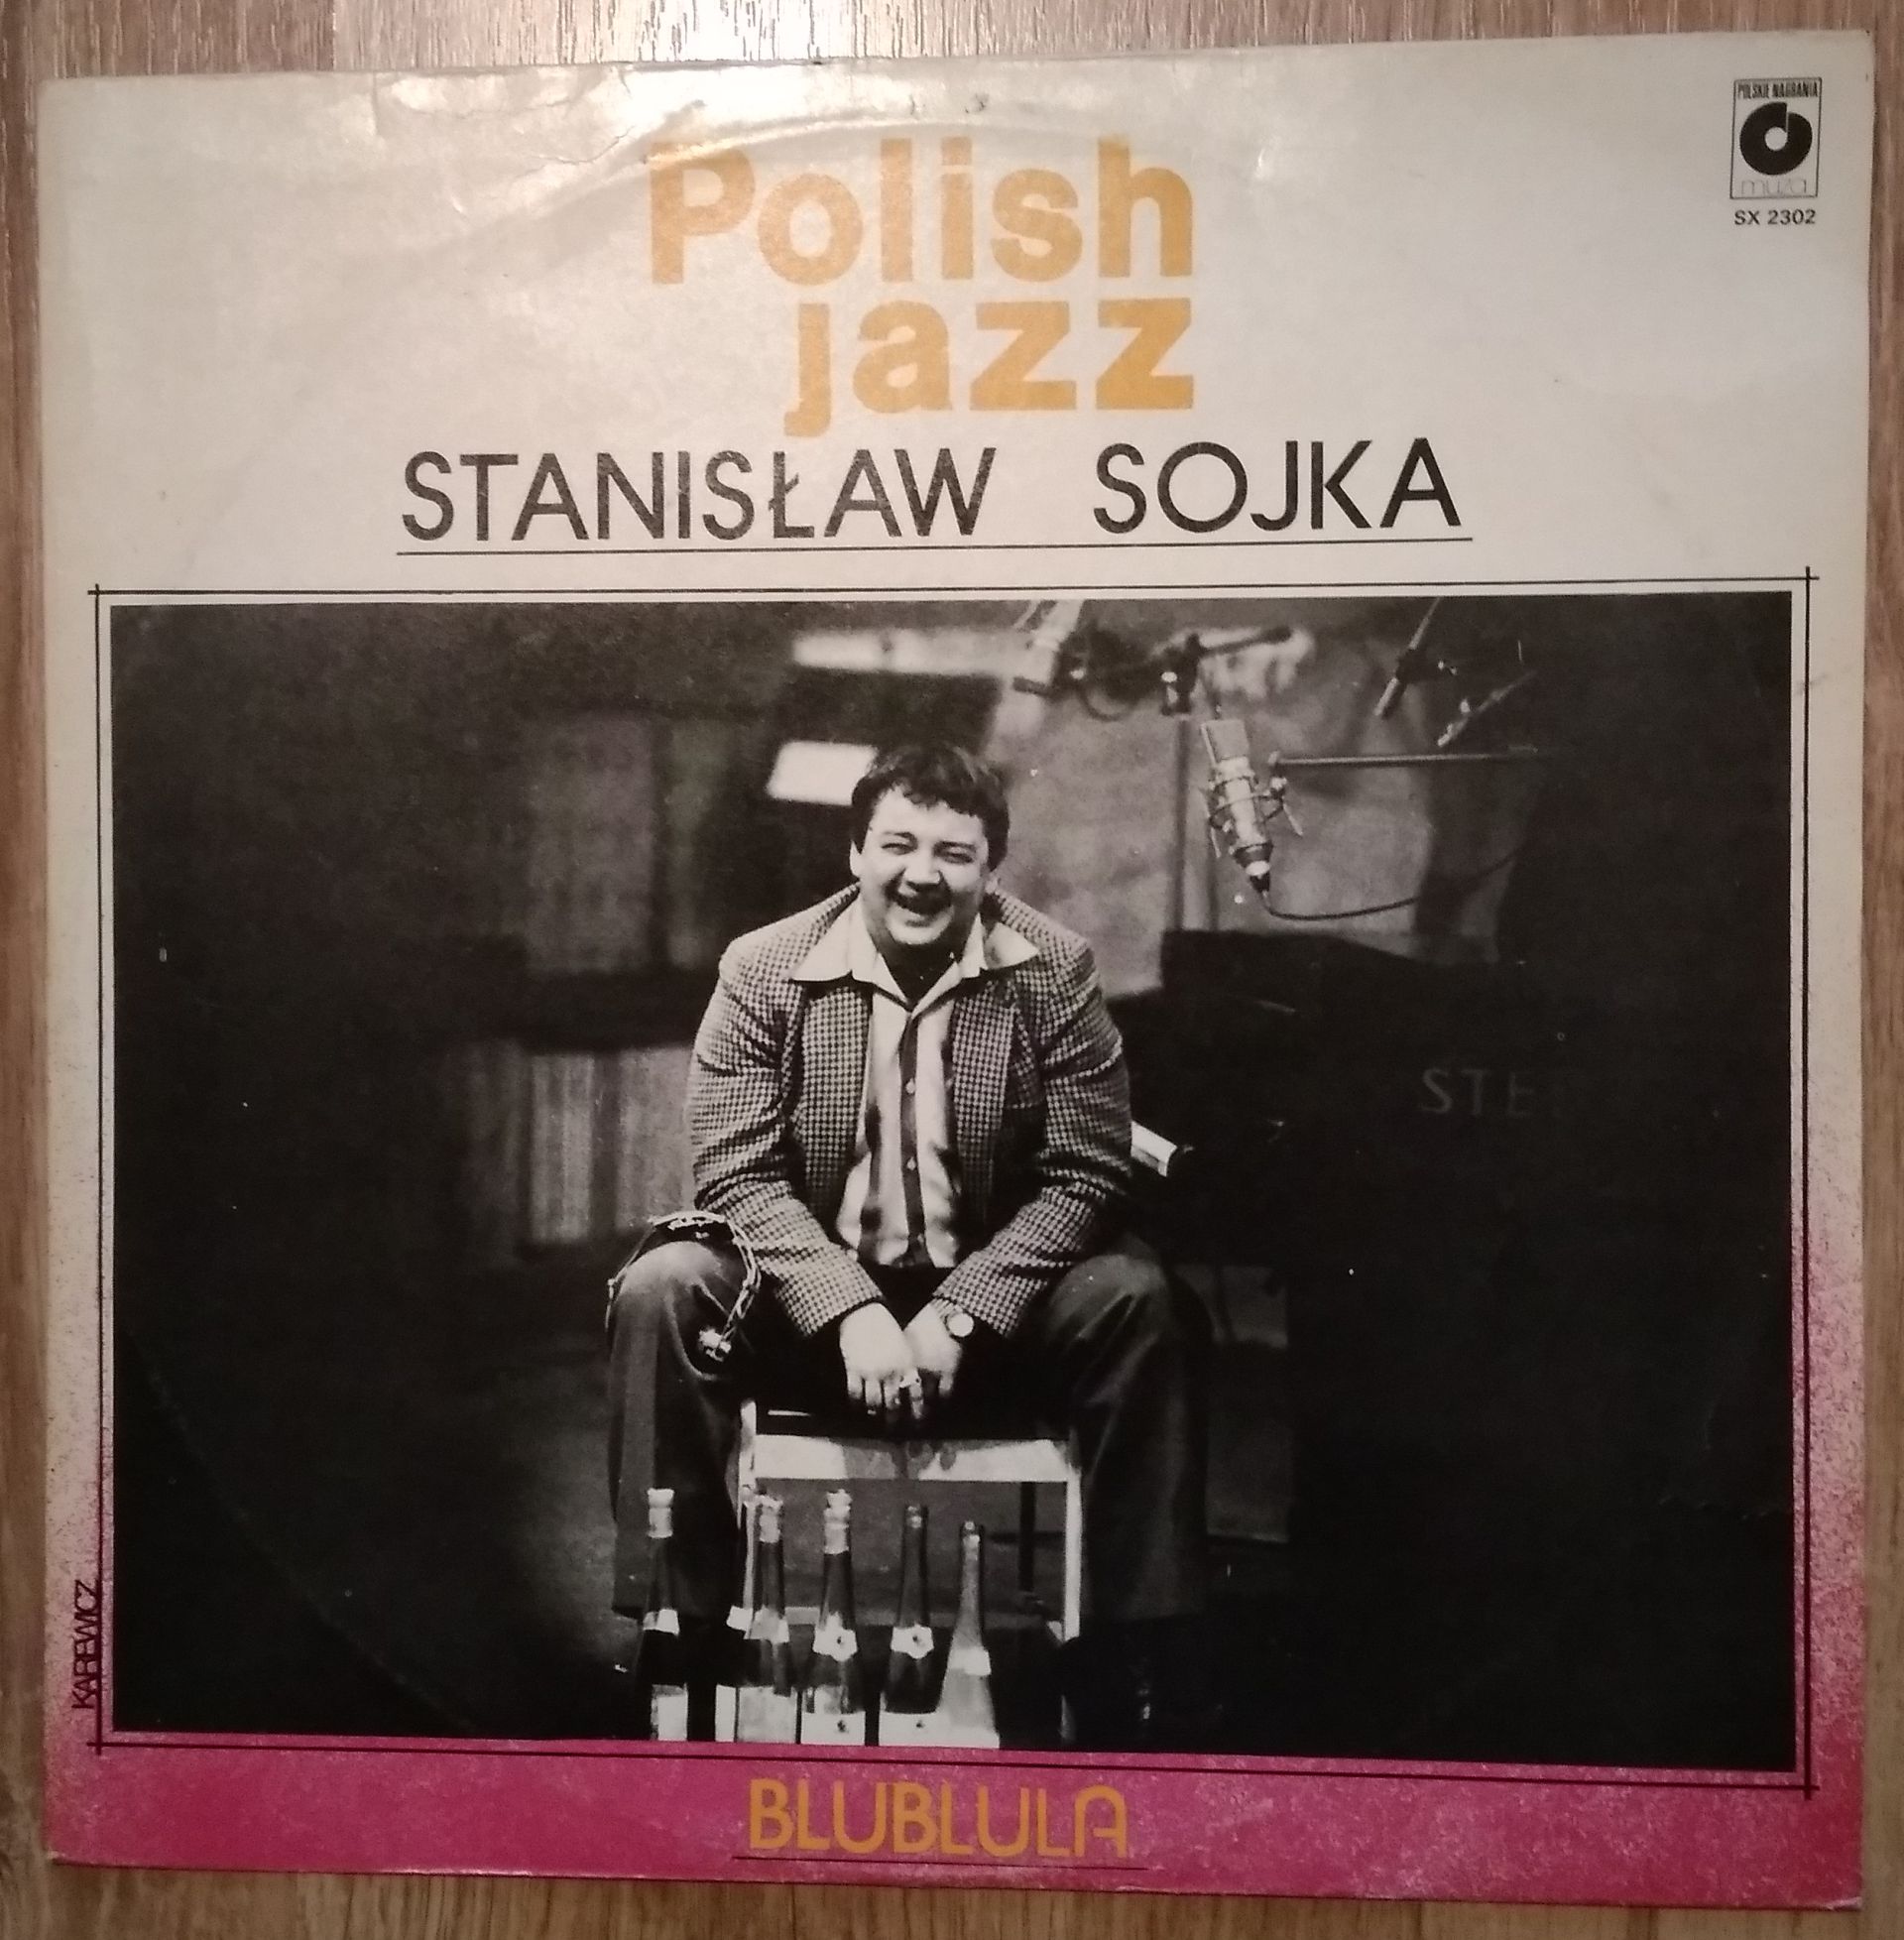 POLSKIE NAGRANIA
muza
SX 2302
Polish
jazz
STANISŁAW SOJKA
STE
KAREWICZ
BLUBLULA